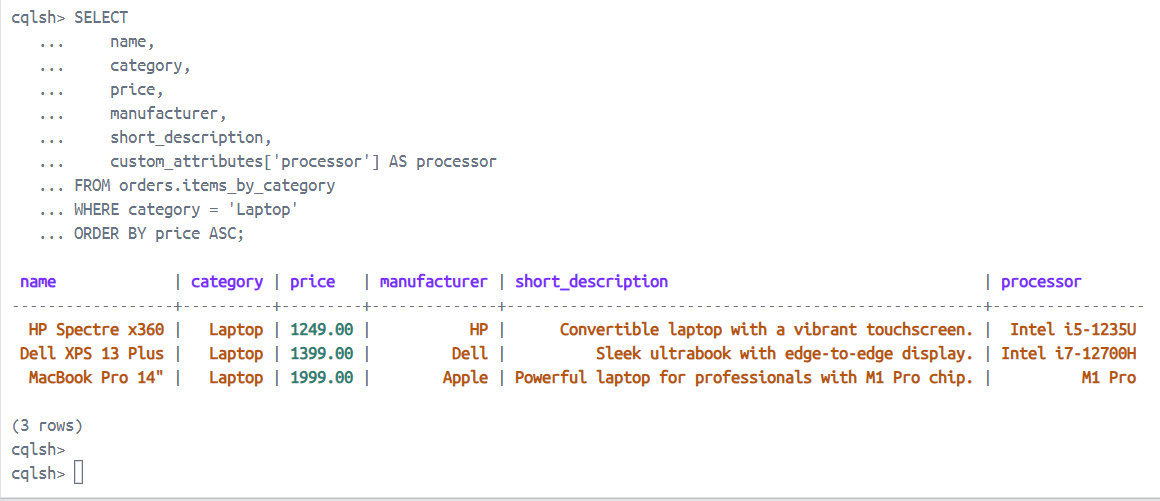 cqlsh> SELECT
   ...     name,
   ...     category,
   ...     price,
   ...     manufacturer,
   ...     short_description,
   ...     custom_attributes['processor'] AS processor
   ... FROM orders.items_by_category
   ... WHERE category = 'Laptop'
   ... ORDER BY price ASC;

 name             | category | price   | manufacturer | short_description                                  | processor
------------------+----------+---------+--------------+-----------------------------------------------------+----------------
  HP Spectre x360 |   Laptop | 1249.00 |           HP |      Convertible laptop with a vibrant touchscreen. |  Intel i5-1235U
 Dell XPS 13 Plus |   Laptop | 1399.00 |         Dell |          Sleek ultrabook with edge-to-edge display. | Intel i7-12700H
  MacBook Pro 14" |   Laptop | 1999.00 |        Apple | Powerful laptop for professionals with M1 Pro chip. |          M1 Pro

(3 rows)
cqlsh>
cqlsh>